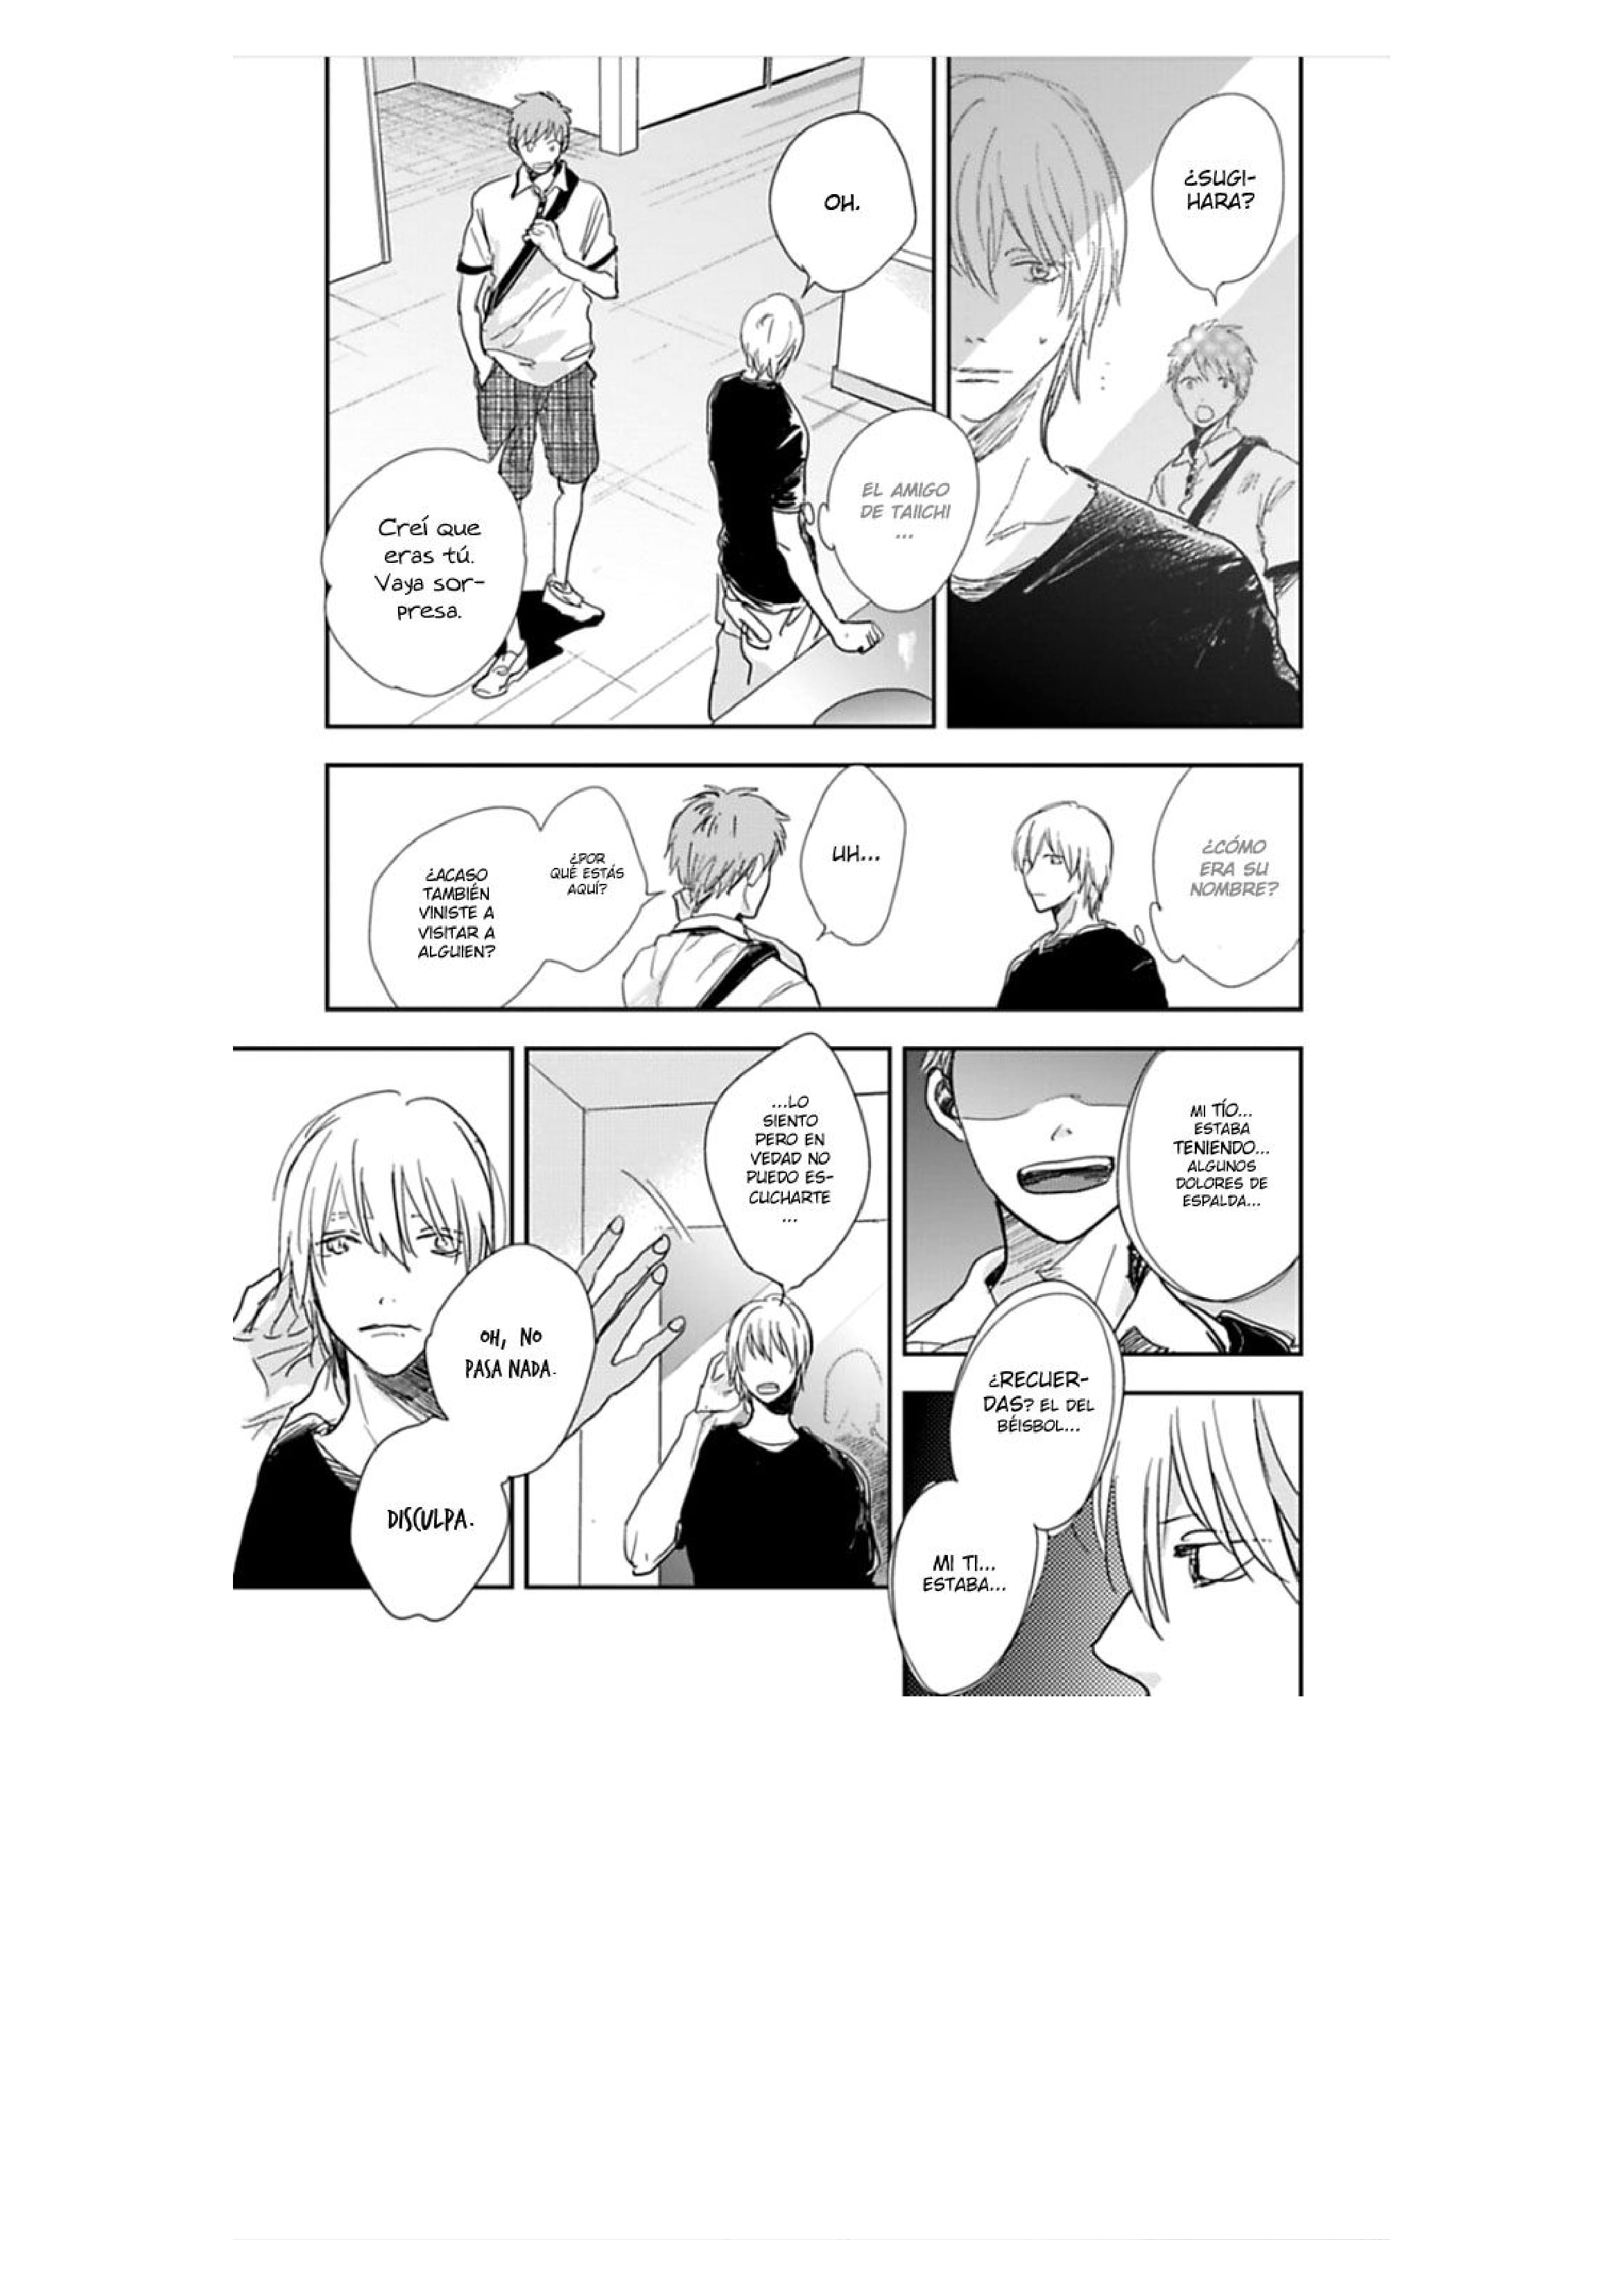 ¿SUGI-
HARA?
OH.
EL AMIGO
DE TAIICHI
...
Creí que
eras tú.
Vaya sor-
presa.
¿CÓMO
ERA SU
NOMBRE?
UH...
¿POR
QUÉ ESTÁS
AQUÍ?
¿ACASO
TAMBIÉN
VINISTE A
VISITAR A
ALGUIEN?
MI TÍO...
ESTABA
TENIENDO...
ALGUNOS
DOLORES DE
ESPALDA...
¿RECUER-
DAS? EL DEL
BÉISBOL...
MI TI...
ESTABA...
...LO
SIENTO
PERO EN
VEDAD NO
PUEDO ES-
CUCHARTE
...
OH, NO
PASA NADA.
DISCULPA.